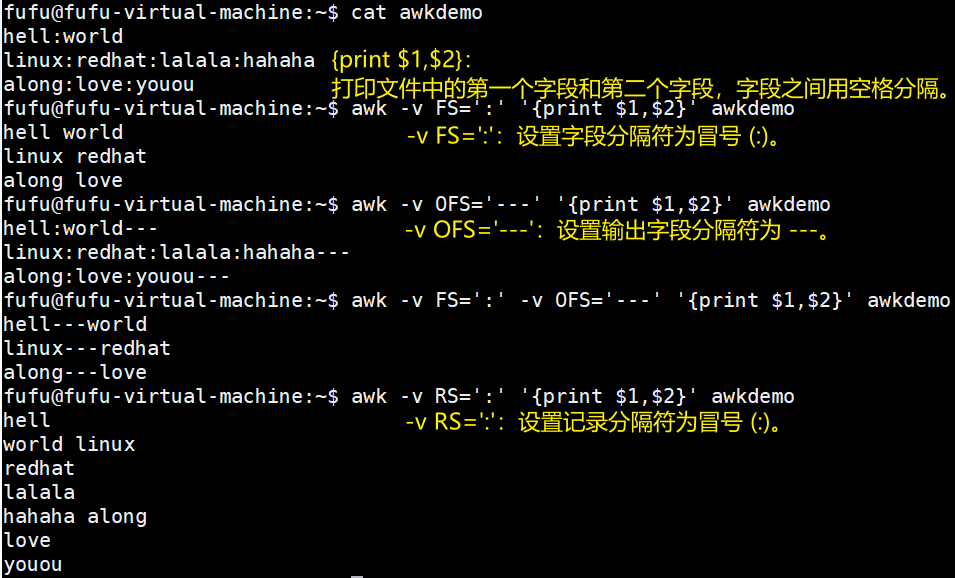 fufu@fufu-virtual-machine:~$ cat awkdemo
hell:world
linux:redhat:lalala:hahaha {print $1,$2}：
along:love:youou 打印文件中的第一个字段和第二个字段，字段之间用空格分隔。
fufu@fufu-virtual-machine:~$ awk -v FS=':' '{print $1,$2}' awkdemo
hell world -v FS=':'：设置字段分隔符为冒号 (:)。
linux redhat
along love
fufu@fufu-virtual-machine:~$ awk -v OFS='---' '{print $1,$2}' awkdemo
hell:world--- -v OFS='---'：设置输出字段分隔符为 ---。
linux:redhat:lalala:hahaha---
along:love:youou---
fufu@fufu-virtual-machine:~$ awk -v FS=':' -v OFS='---' '{print $1,$2}' awkdemo
hell---world
linux---redhat
along---love
fufu@fufu-virtual-machine:~$ awk -v RS=':' '{print $1,$2}' awkdemo
hell -v RS=':'：设置记录分隔符为冒号 (:)。
world linux
redhat
lalala
hahaha along
love
youou